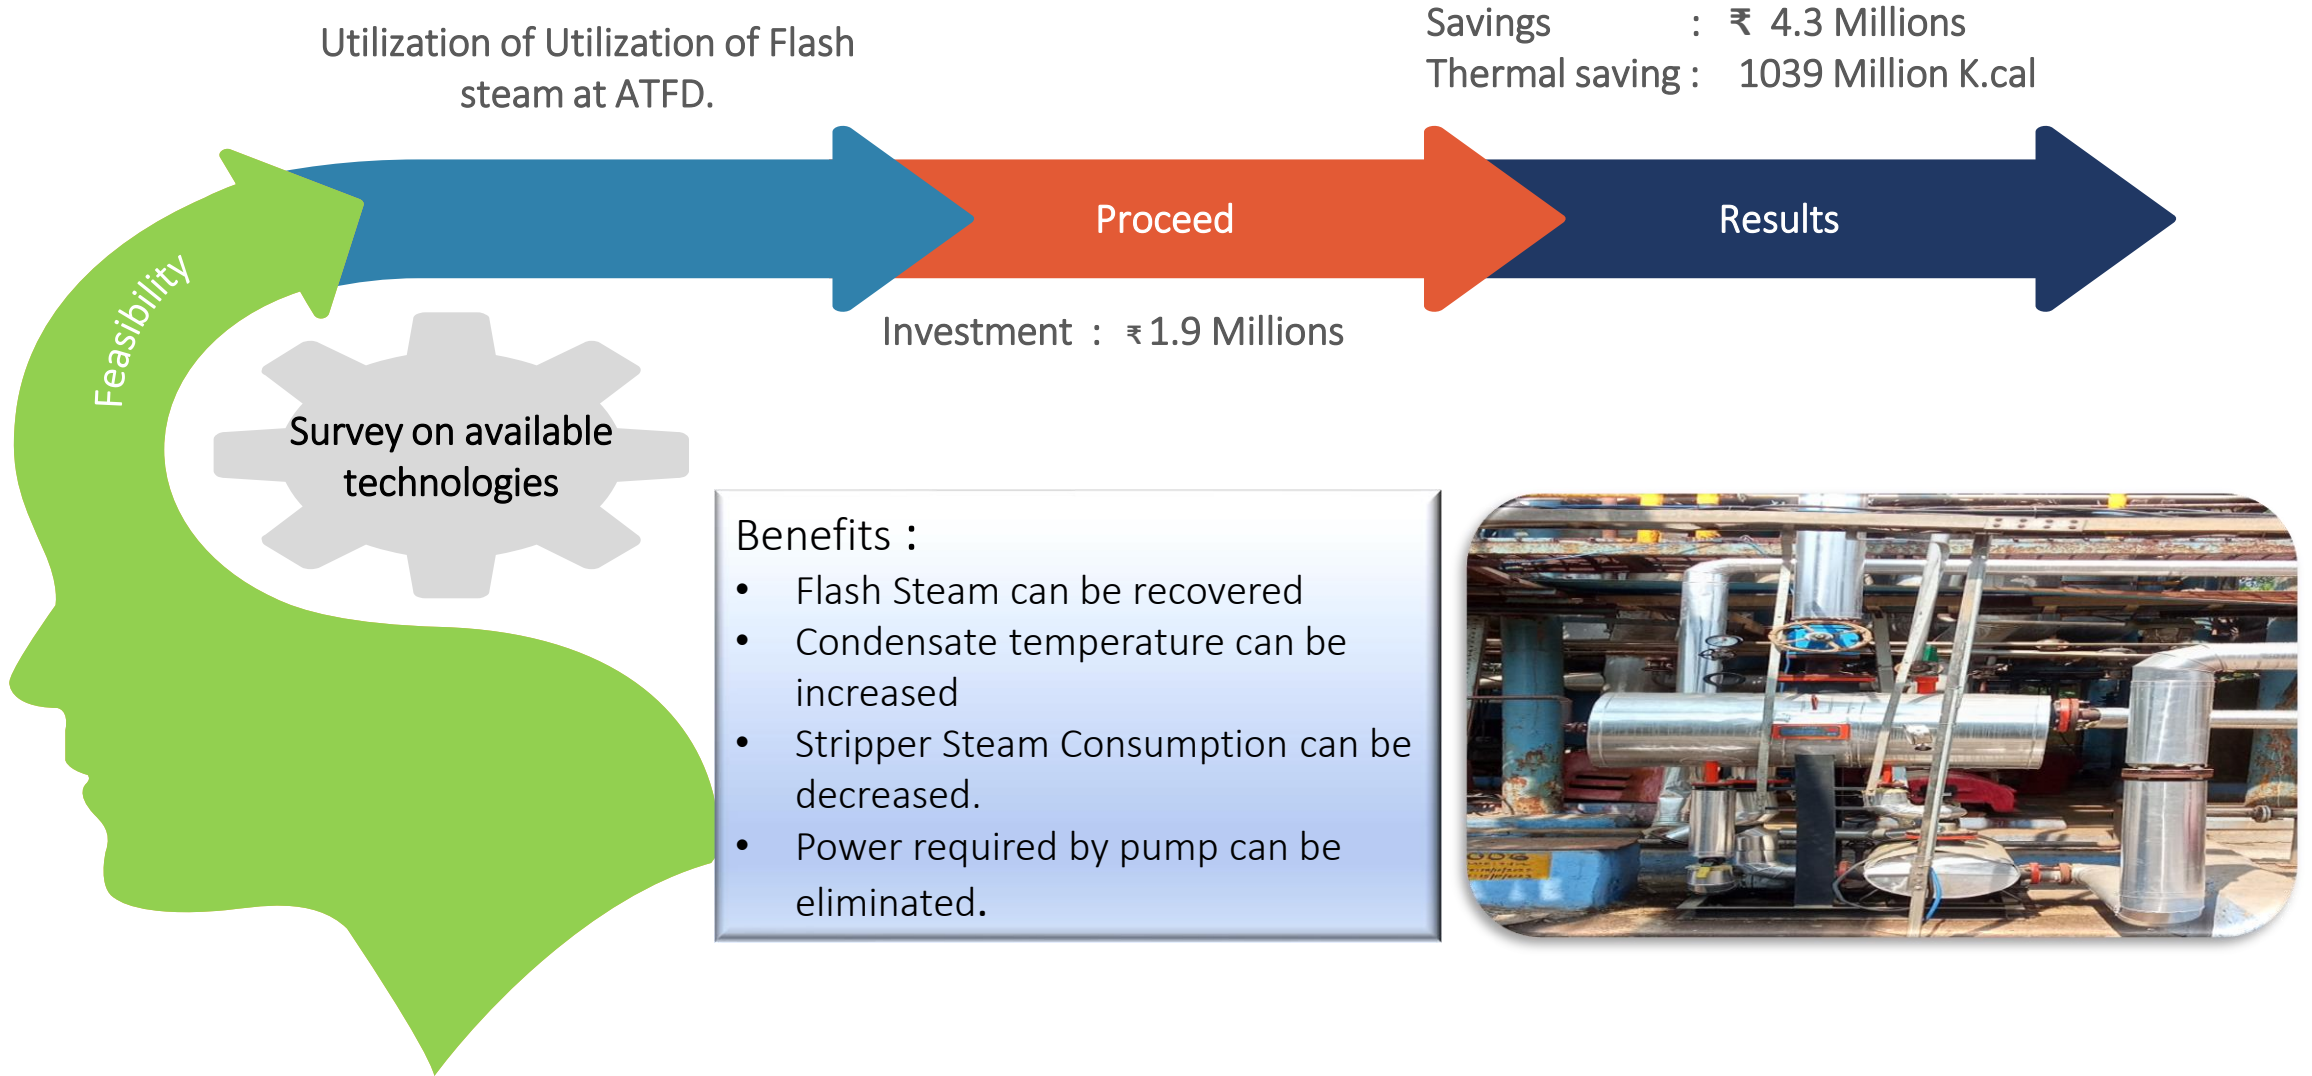 Utilization of Utilization of Flash
steam at ATFD.
Savings : ₹ 4.3 Millions
Thermal saving : 1039 Million K.cal
Feasibility
Proceed
Results
Investment : ₹ 1.9 Millions
Survey on available
technologies
Benefits :
• Flash Steam can be recovered
• Condensate temperature can be
increased
• Stripper Steam Consumption can be
decreased.
• Power required by pump can be
eliminated.